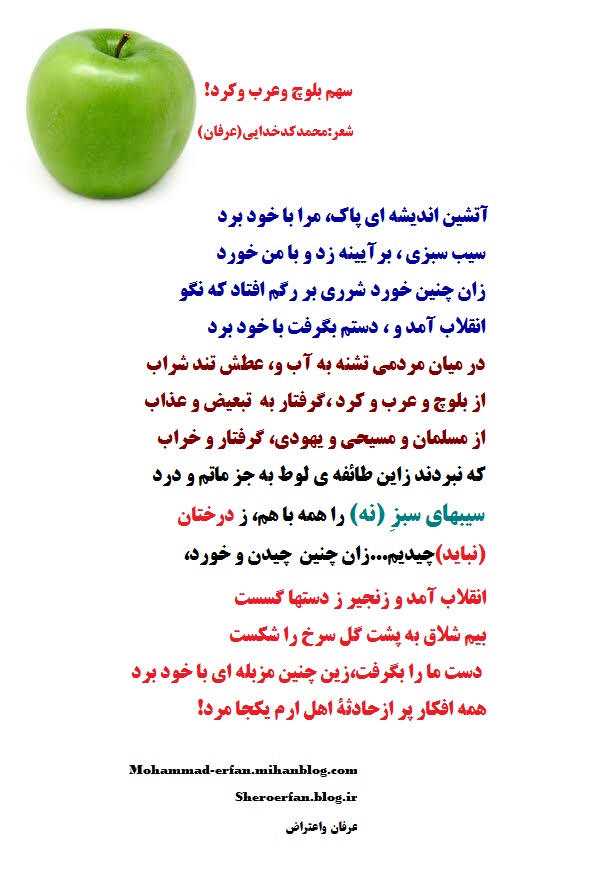 سهم بلوچ وعرب وکرد!
شعر:محمدکدخدایی(عرفان)
آتشین اندیشه ای پاک، مرا با خود برد
سیب سبزی ، برآیینه زد و با من خورد
زان چنین خورد شرری بر رگم افتاد که نگو
انقلاب آمد و ، دستم بگرفت با خود برد
در میان مردمی تشنه به آب و، عطش تند شراب
از بلوچ و عرب و کرد ،گرفتار به تبعیض و عذاب
از مسلمان و مسیحی و یهودی، گرفتار و خراب
که نبردند زاین طائفه ی لوط به جز ماتم و درد
سیبهای سبزِ (نه) را همه با هم، ز درختان
(نباید)چیدیم...زان چنین چیدن و خورد،
انقلاب آمد و زنجیر ز دستها گسست
بیم شلاق به پشت گل سرخ را شکست
دست ما را بگرفت،زین چنین مزبله ای با خود برد
همه افکار پر ازحادثهٔ اهل ارم یکجا مرد!
Mohammad-erfan.mihanblog.com
Sheroerfan.blog.ir
عرفان واعتراض